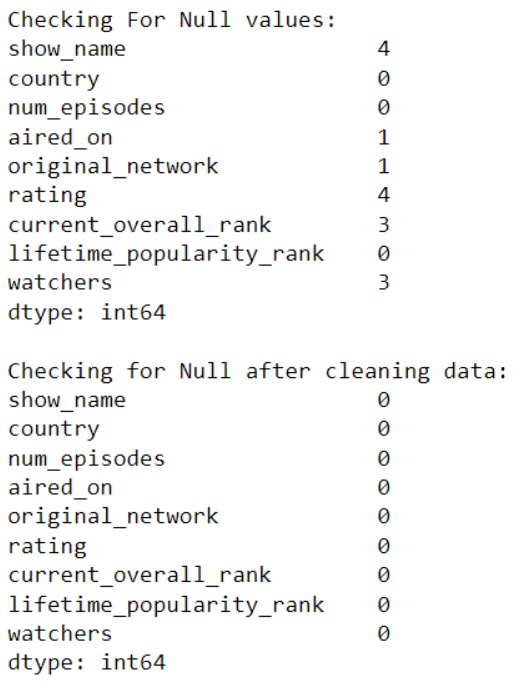 Checking For Null values:
show_name 4
country 0
num_episodes 0
aired_on 1
original_network 1
rating 4
current_overall_rank 3
lifetime_popularity_rank 0
watchers 3
dtype: int64
Checking for Null after cleaning data:
show_name 0
country 0
num_episodes 0
aired_on 0
original_network 0
rating 0
current_overall_rank 0
lifetime_popularity_rank 0
watchers 0
dtype: int64